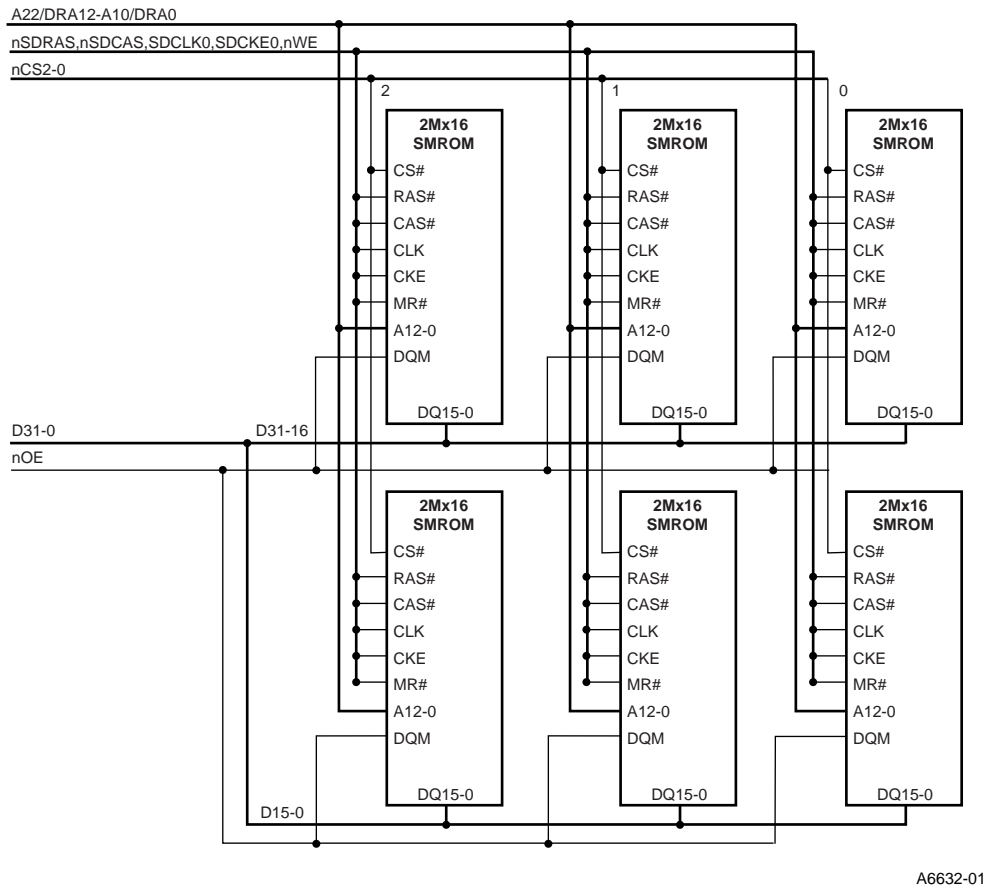 A22/DRA12-A10/DRA0
nSDRAS,nSDCAS,SDCLK0,SDCKE0,nWE
nCS2-0
2
1
0
2Mx16
SMROM
CS#
RAS#
CAS#
CLK
CKE
MR#
A12-0
DQM
DQ15-0
2Mx16
SMROM
CS#
RAS#
CAS#
CLK
CKE
MR#
A12-0
DQM
DQ15-0
2Mx16
SMROM
CS#
RAS#
CAS#
CLK
CKE
MR#
A12-0
DQM
DQ15-0
D31-0
D31-16
nOE
2Mx16
SMROM
CS#
RAS#
CAS#
CLK
CKE
MR#
A12-0
DQM
DQ15-0
2Mx16
SMROM
CS#
RAS#
CAS#
CLK
CKE
MR#
A12-0
DQM
DQ15-0
2Mx16
SMROM
CS#
RAS#
CAS#
CLK
CKE
MR#
A12-0
DQM
DQ15-0
D15-0
A6632-01